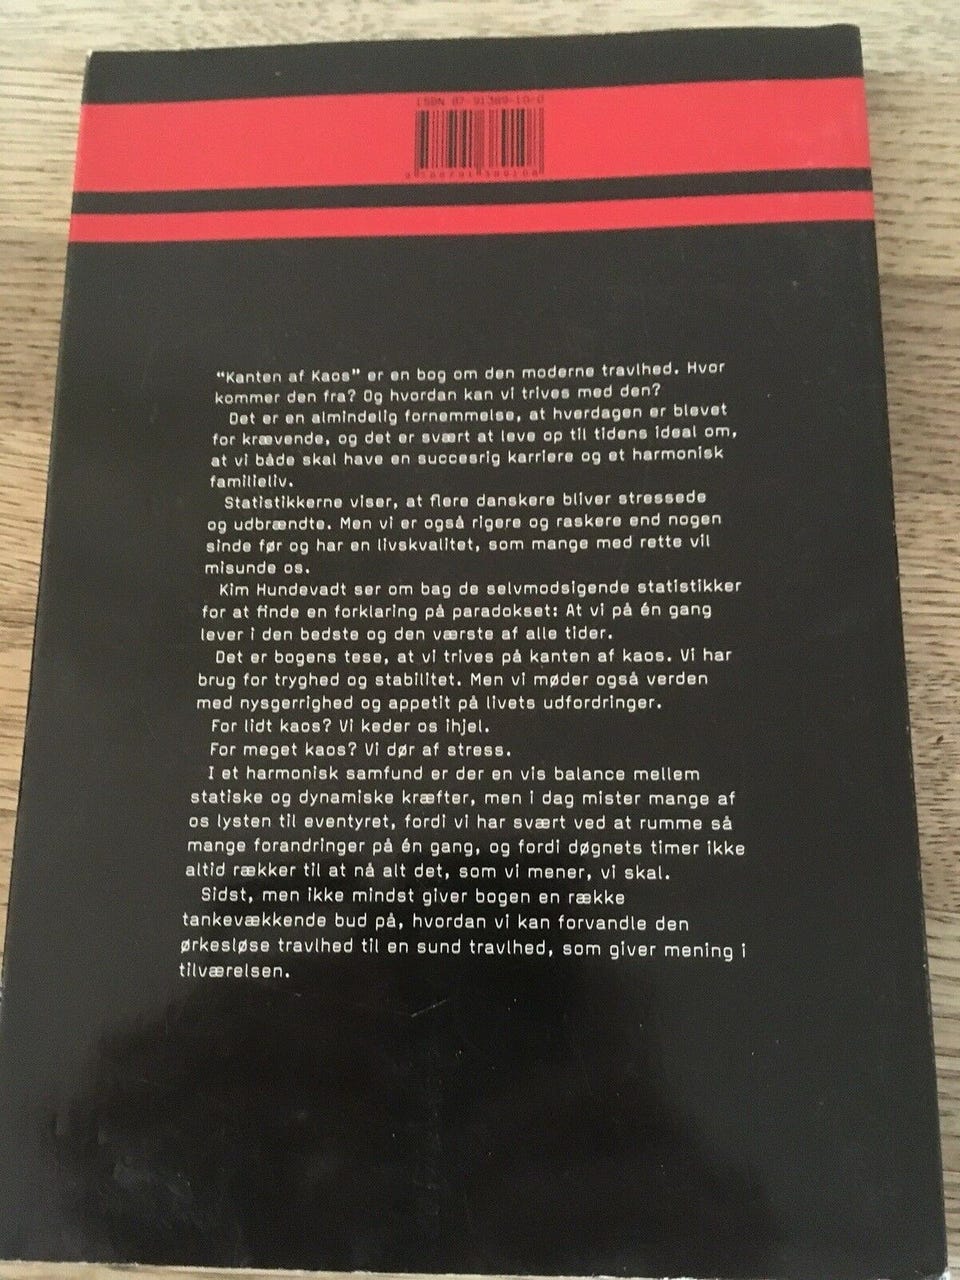 ISBN 87-91389-10-0
9788791389108
“Kanten af Kaos” er en bog om den moderne travlhed. Hvor
kommer den fra? Og hvordan kan vi trives med den?
Det er en almindelig fornemmelse, at hverdagen er blevet
for krævende, og det er svært at leve op til tidens ideal om,
at vi både skal have en succesrig karriere og et harmonisk
familieliv.
Statistikkerne viser, at flere danskere bliver stressede
og udbrændte. Men vi er også rigere og raskere end nogen
sinde før og har en livskvalitet, som mange med rette vil
misunde os.
Kim Hundevadt ser om bag de selvmodsigende statistikker
for at finde en forklaring på paradokset: At vi på én gang
lever i den bedste og den værste af alle tider.
Det er bogens tese, at vi trives på kanten af kaos. Vi har
brug for tryghed og stabilitet. Men vi møder også verden
med nysgerrighed og appetit på livets udfordringer.
For lidt kaos? Vi keder os ihjel.
For meget kaos? Vi dør af stress.
I et harmonisk samfund er der en vis balance mellem
statiske og dynamiske kræfter, men i dag mister mange af
os lysten til eventyret, fordi vi har svært ved at rumme så
mange forandringer på én gang, og fordi døgnets timer ikke
altid rækker til at nå alt det, som vi mener, vi skal.
Sidst, men ikke mindst giver bogen en række
tankevækkende bud på, hvordan vi kan forvandle den
ørkesløse travlhed til en sund travlhed, som giver mening i
tilværelsen.